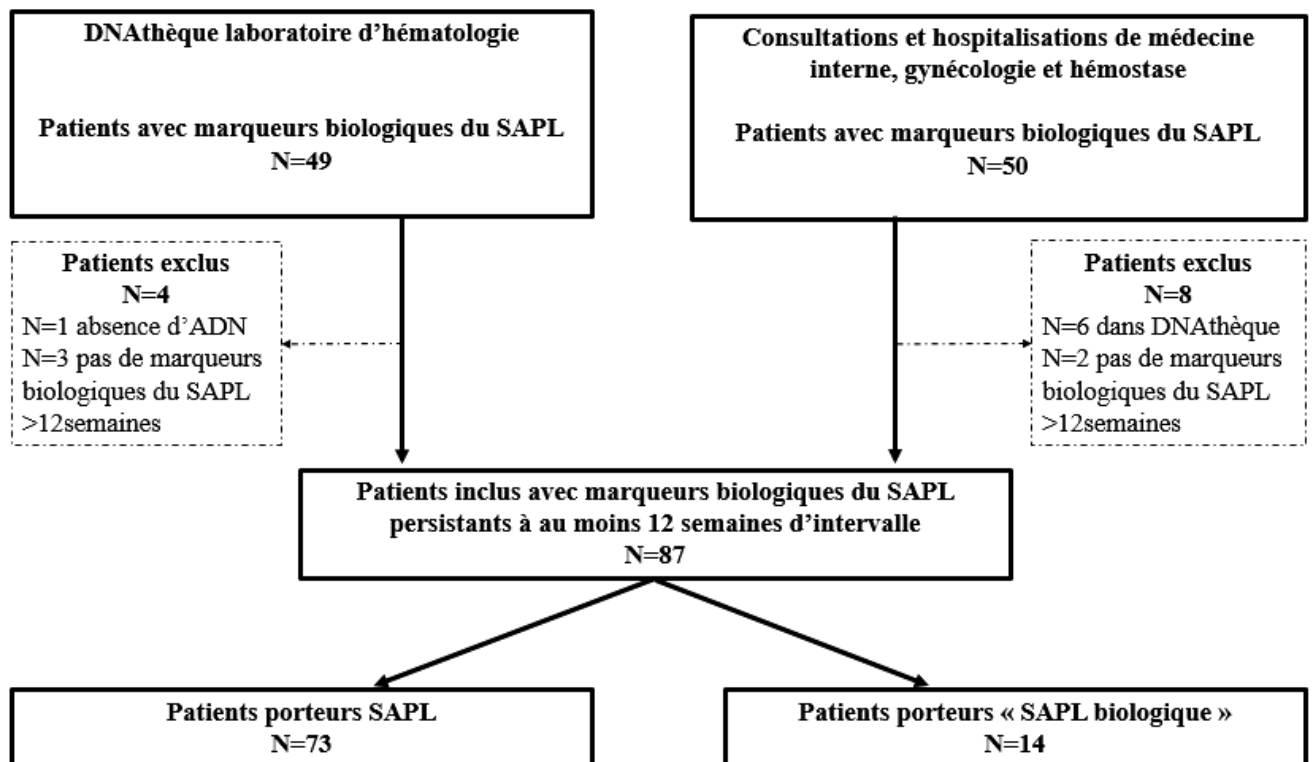 DNAthèque laboratoire d’hématologie
Patients avec marqueurs biologiques du SAPL
N=49
Consultations et hospitalisations de médecine
interne, gynécologie et hémostase
Patients avec marqueurs biologiques du SAPL
N=50
Patients exclus
N=4
N=1 absence d’ADN
N=3 pas de marqueurs
biologiques du SAPL
>12semaines
Patients exclus
N=8
N=6 dans DNAthèque
N=2 pas de marqueurs
biologiques du SAPL
>12semaines
Patients inclus avec marqueurs biologiques du SAPL
persistants à au moins 12 semaines d’intervalle
N=87
Patients porteurs SAPL
N=73
Patients porteurs « SAPL biologique »
N=14